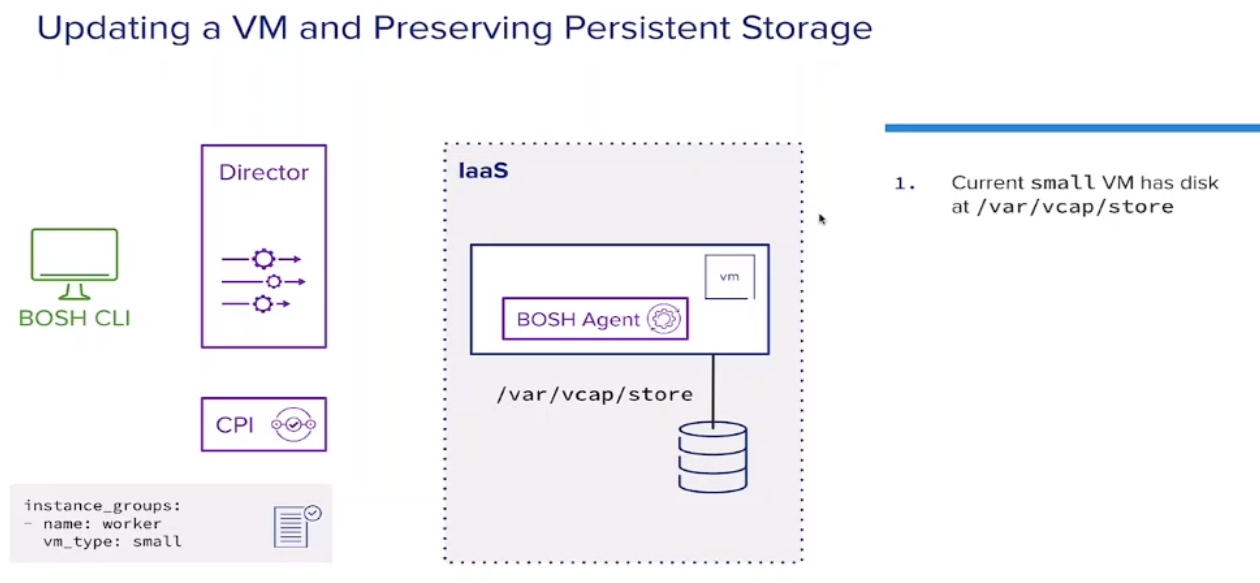 Updating a VM and Preserving Persistent Storage
Director
BOSH CLI
CPI
instance_groups:
- name: worker
vm_type: small
IaaS
vm
BOSH Agent
/var/vcap/store
1. Current small VM has disk
at /var/vcap/store